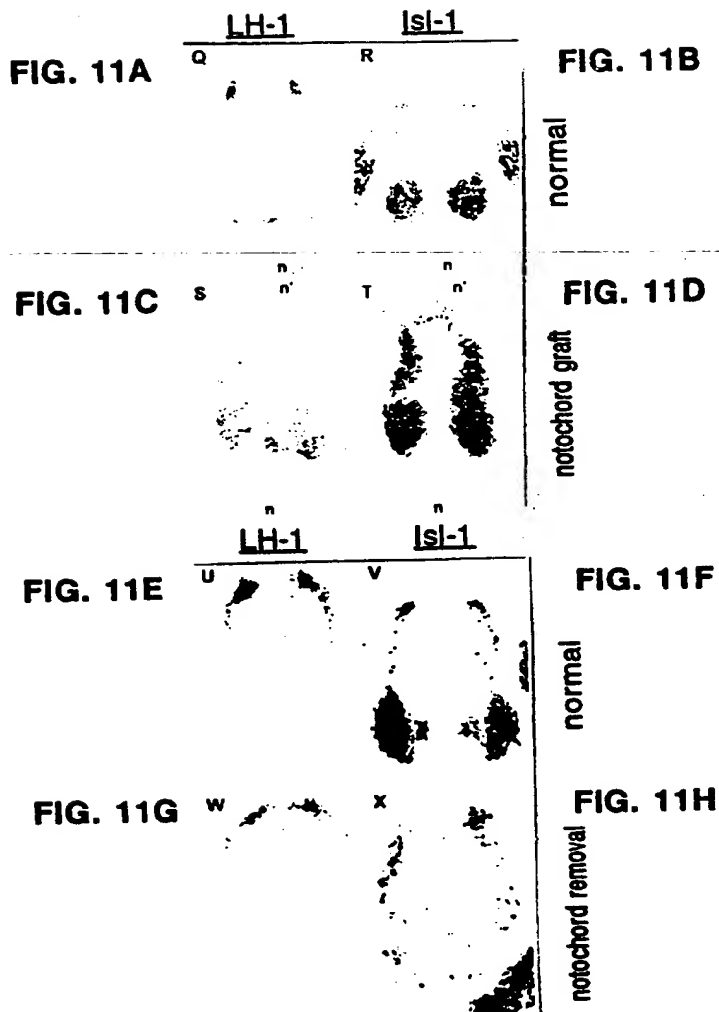 LH-1 Isl-1
FIG. 11A Q R FIG. 11B
normal
n n
FIG. 11C S n' T n' FIG. 11D
notochord graft
n n
LH-1 Isl-1
FIG. 11E U V FIG. 11F
normal
FIG. 11G W X FIG. 11H
notochord removal